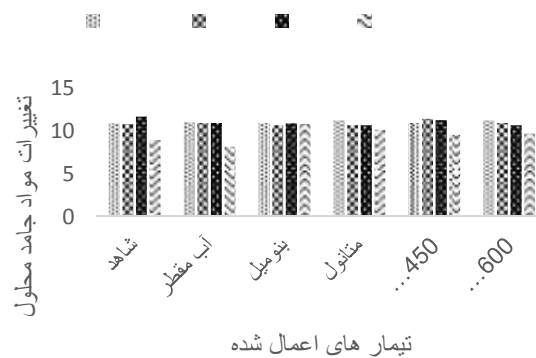 15
10
5
0
تغییرات مواد جامد محلول
شاهد
آب مقطر
بنومیل
متانول
450...
600...
تیمار های اعمال شده